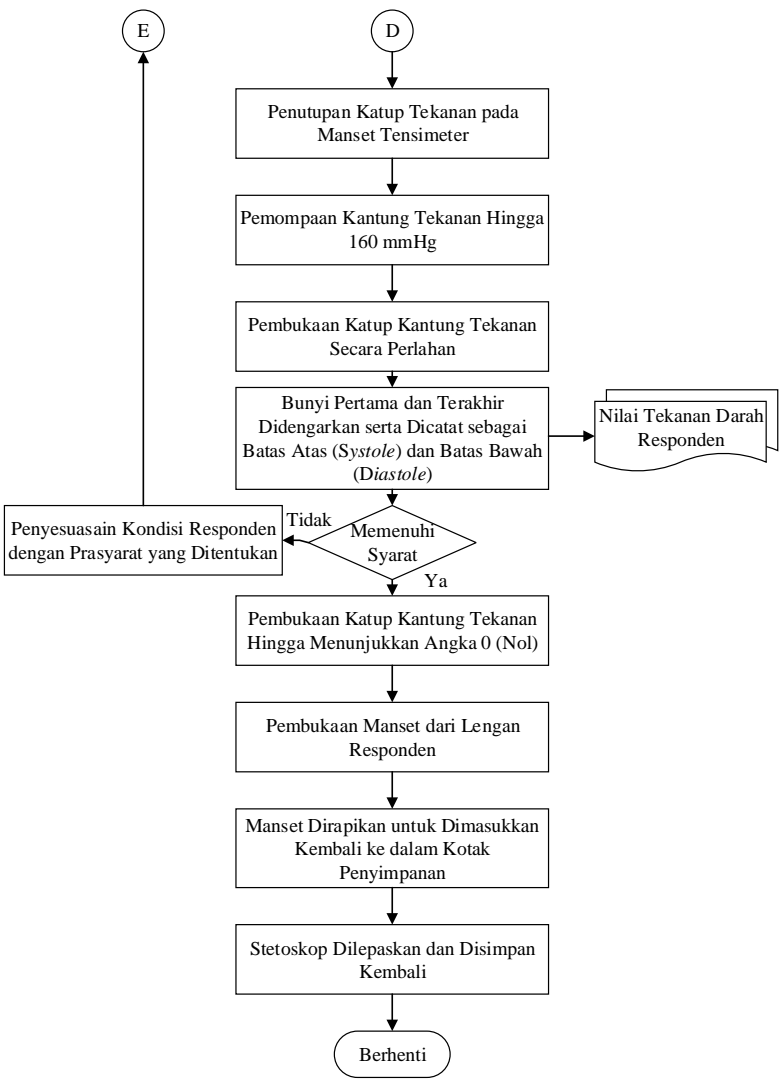 E
D
Penutupan Katup Tekanan pada
Manset Tensimeter
Pemompaan Kantung Tekanan Hingga
160 mmHg
Pembukaan Katup Kantung Tekanan
Secara Perlahan
Bunyi Pertama dan Terakhir
Didengarkan serta Dicatat sebagai
Batas Atas (Systole) dan Batas Bawah
(Diastole)
Nilai Tekanan Darah
Responden
Memenuhi
Syarat
Tidak
Penyesuasain Kondisi Responden
dengan Prasyarat yang Ditentukan
Ya
Pembukaan Katup Kantung Tekanan
Hingga Menunjukkan Angka 0 (Nol)
Pembukaan Manset dari Lengan
Responden
Manset Dirapikan untuk Dimasukkan
Kembali ke dalam Kotak
Penyimpanan
Stetoskop Dilepaskan dan Disimpan
Kembali
Berhenti